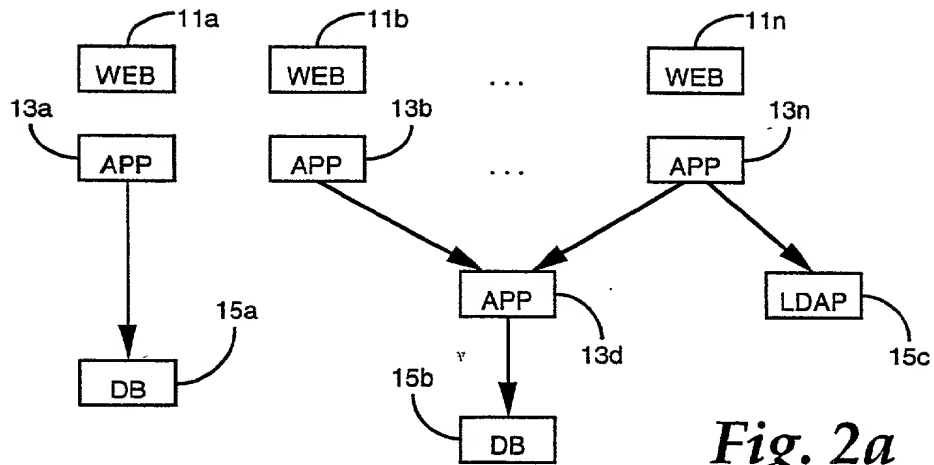 11a 11b 11n
WEB WEB ... WEB
13a 13b 13n
APP APP ... APP
APP LDAP
15a 13d 15c
DB 15b
DB
Fig. 2a